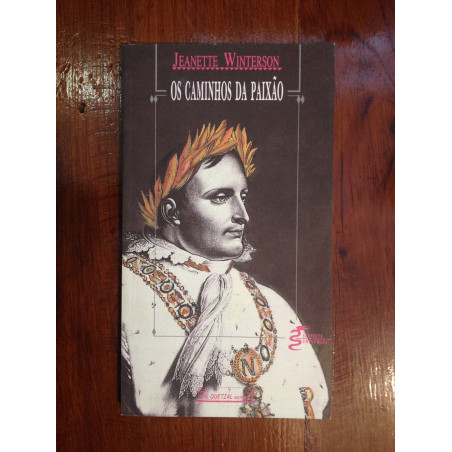 JEANETTE WINTERSON
OS CAMINHOS DA PAIXÃO
N
QUETZAL